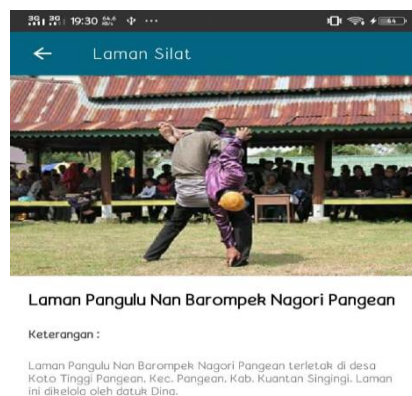 19:30
Laman Silat
Laman Pangulu Nan Barompek Nagori Pangean
Keterangan :
Laman Pangulu Nan Barompek Nagori Pangean terletak di desa
Koto Tinggi Pangean, Kec. Pangean, Kab. Kuantan Singingi. Laman
ini dikelola oleh datuk Dina.